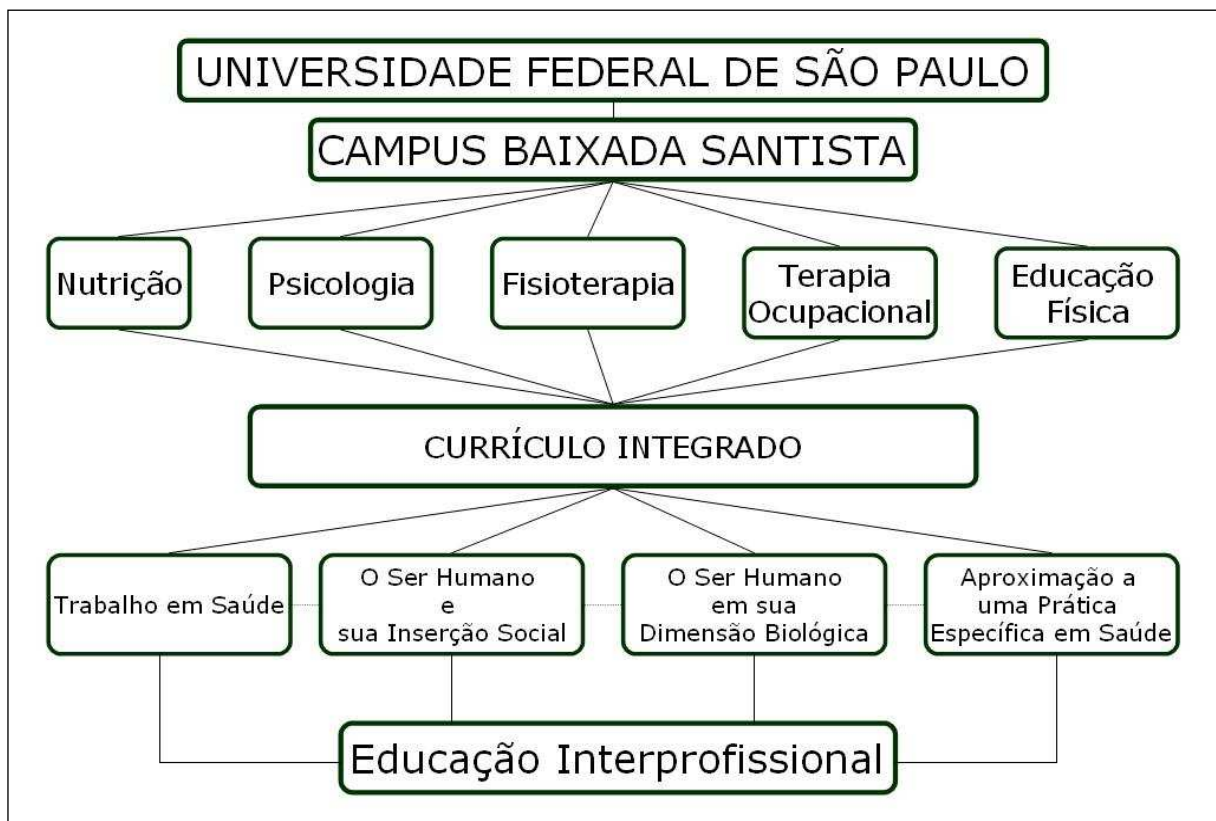 UNIVERSIDADE FEDERAL DE SÃO PAULO
CAMPUS BAIXADA SANTISTA
Nutrição
Psicologia
Fisioterapia
Terapia
Ocupacional
Educação
Física
CURRÍCULO INTEGRADO
Trabalho em Saúde
O Ser Humano
e
sua Inserção Social
O Ser Humano
em sua
Dimensão Biológica
Aproximação a
uma Prática
Específica em Saúde
Educação Interprofissional